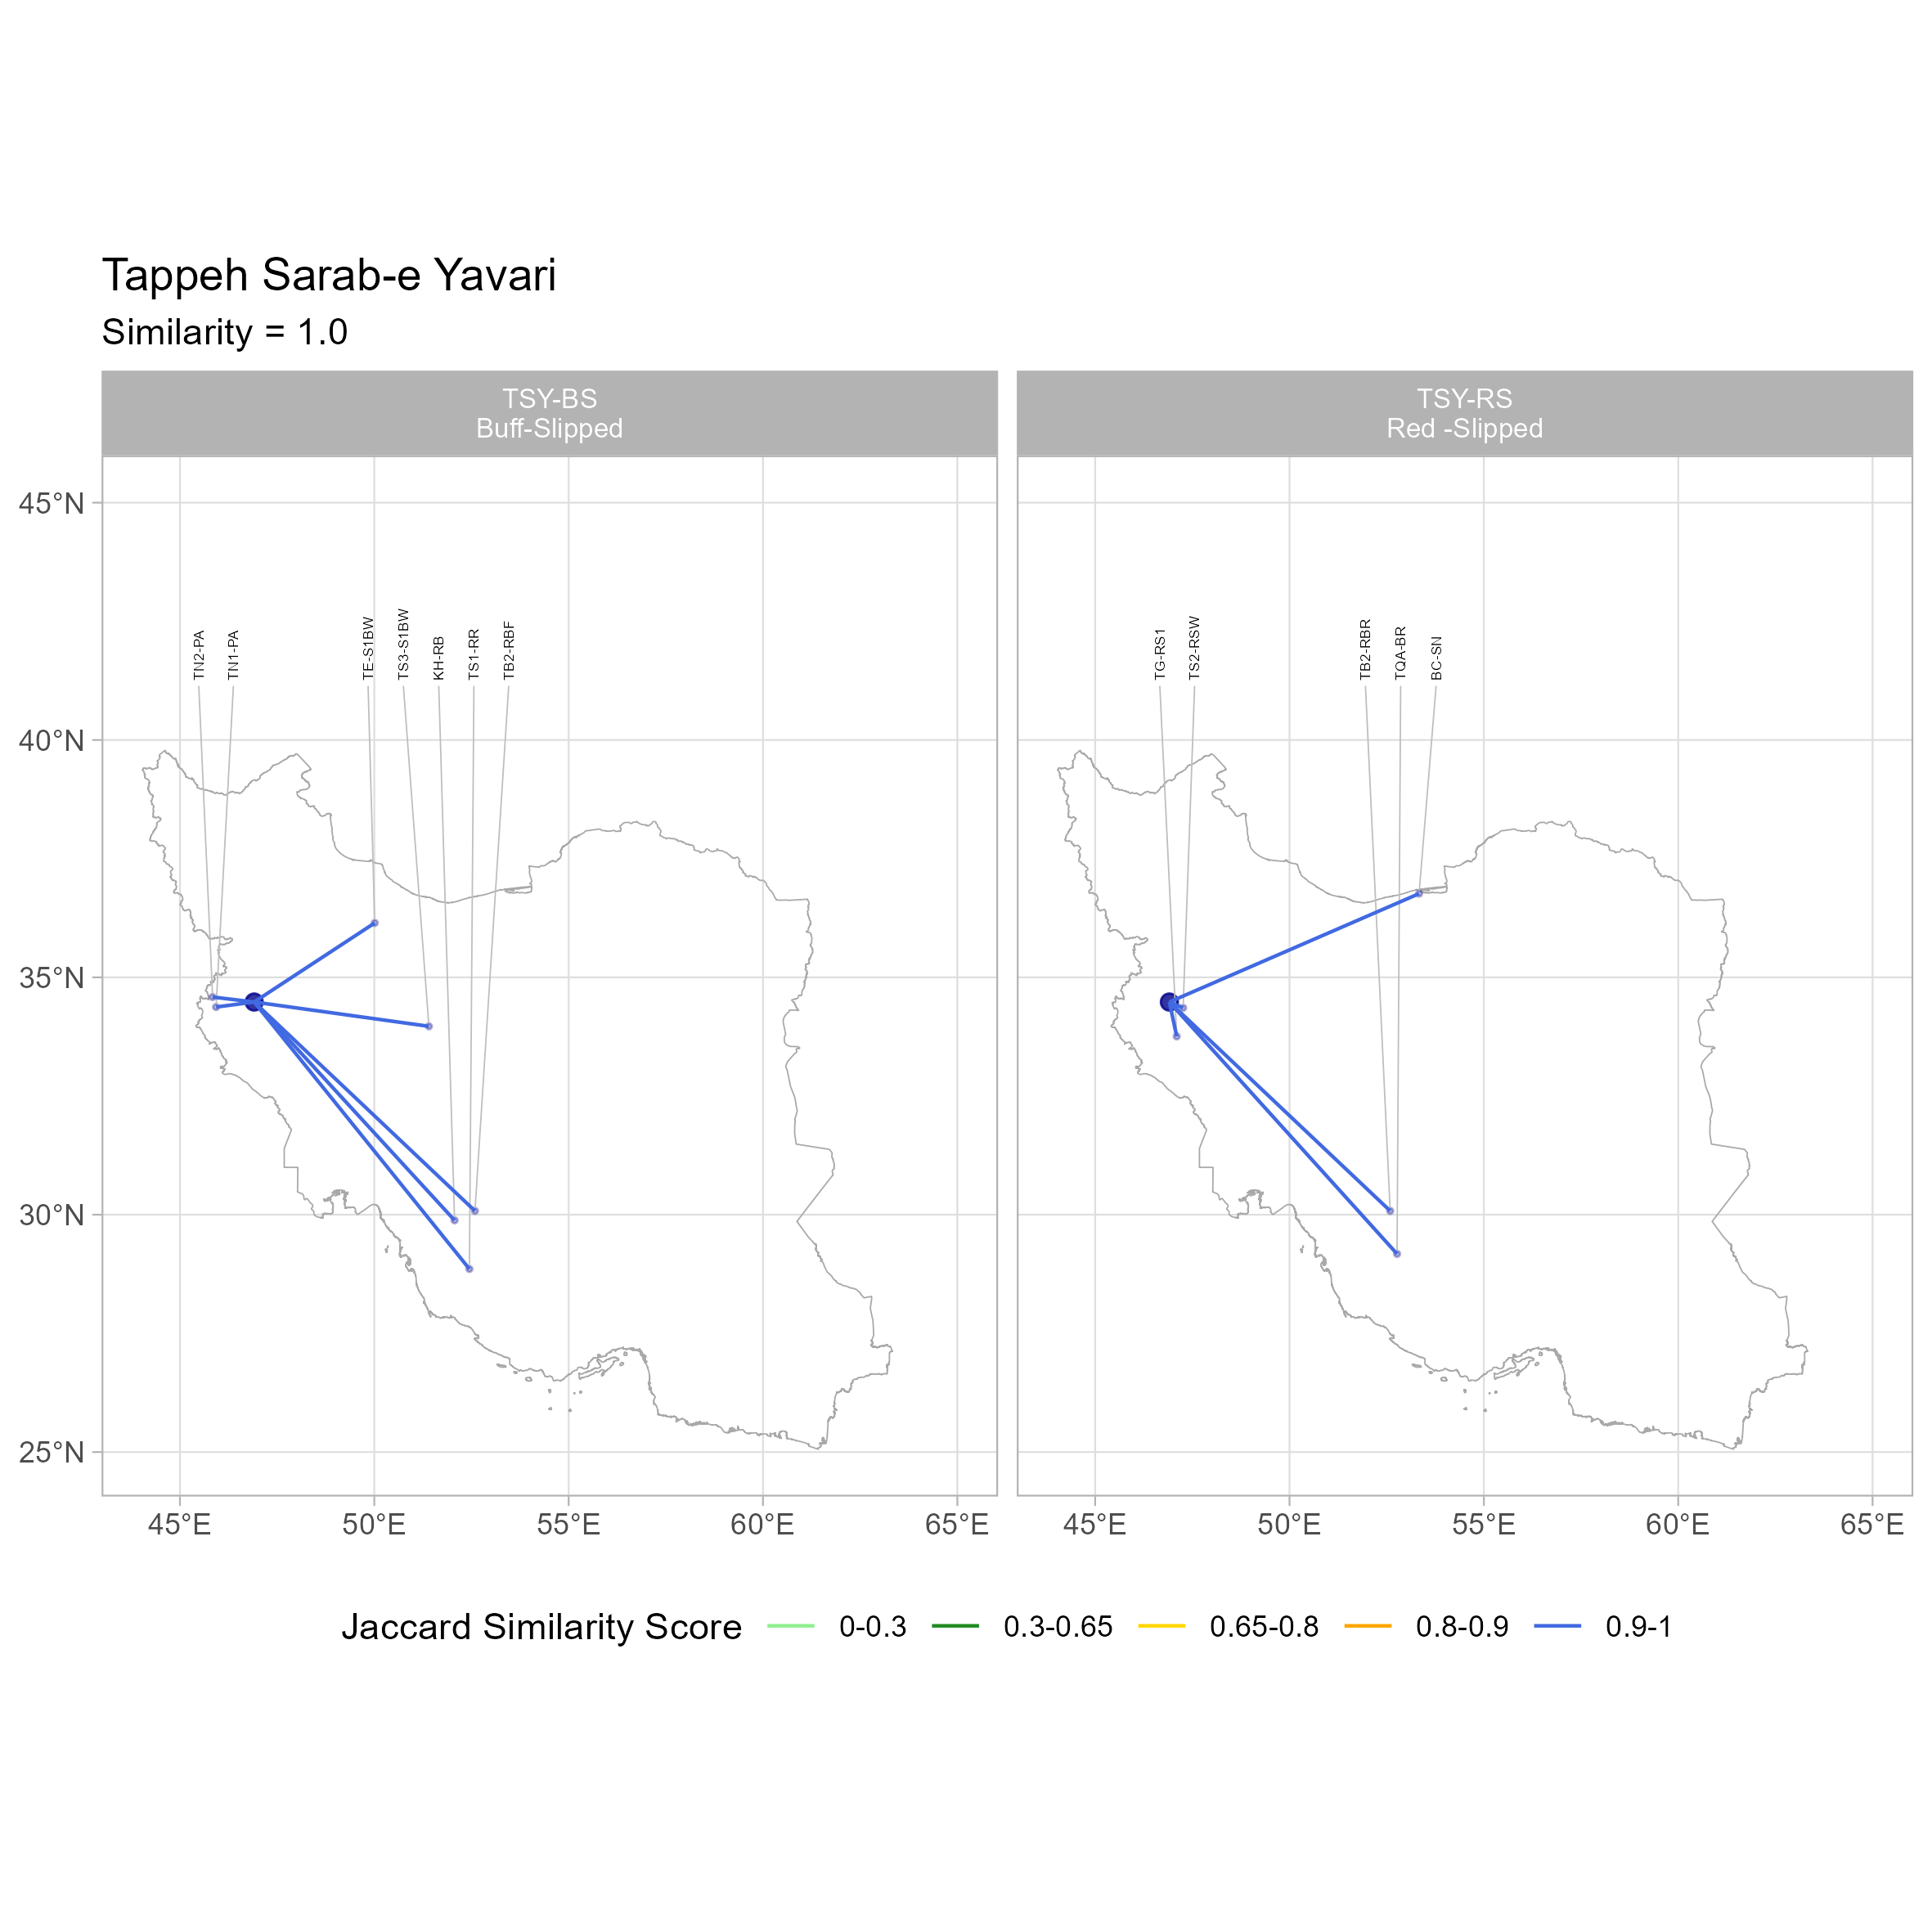 Tappeh Sarab-e Yavari
Similarity = 1.0
TSY-BS
Buff-Slipped
TSY-RS
Red -Slipped
45°N
40°N
35°N
30°N
25°N
TN2-PA
TN1-PA
TE-S1BW
TS3-S1BW
KH-RB
TS1-RR
TB2-RBF
TG-RS1
TS2-RSW
TB2-RBR
TQA-BR
BC-SN
45°E 50°E 55°E 60°E 65°E
45°E 50°E 55°E 60°E 65°E
Jaccard Similarity Score 0-0.3 0.3-0.65 0.65-0.8 0.8-0.9 0.9-1